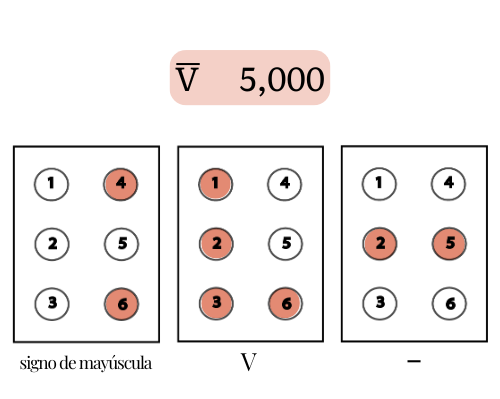 V̅ 5,000
1 4 1 4 1 4
2 5 2 5 2 5
3 6 3 6 3 6
signo de mayúscula V –